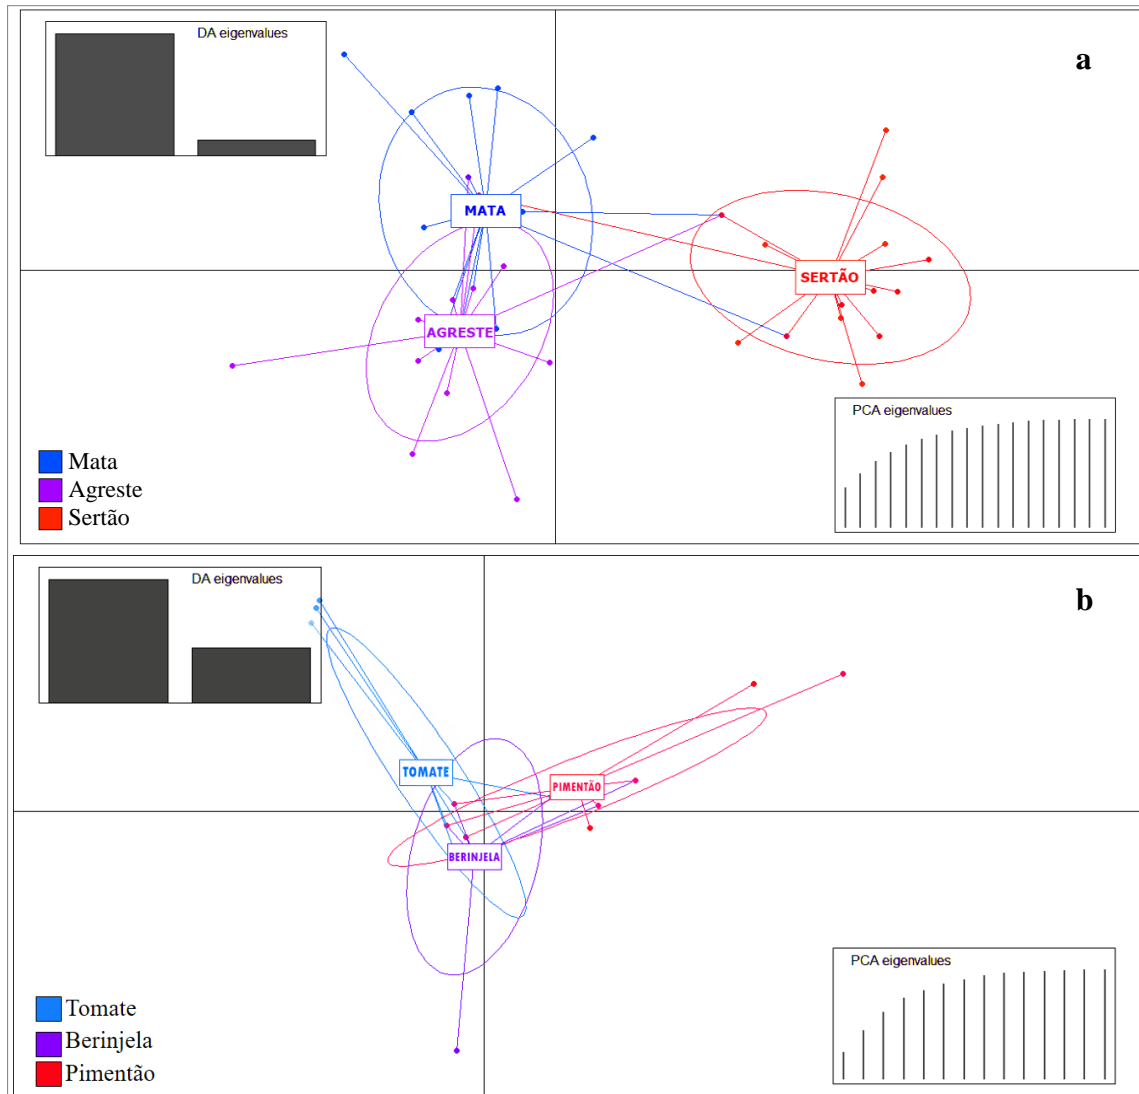 DA eigenvalues
a
MATA
SERTÃO
AGRESTE
PCA eigenvalues
Mata
Agreste
Sertão
DA eigenvalues
b
TOMATE
PIMENTÃO
BERINJELA
PCA eigenvalues
Tomate
Berinjela
Pimentão